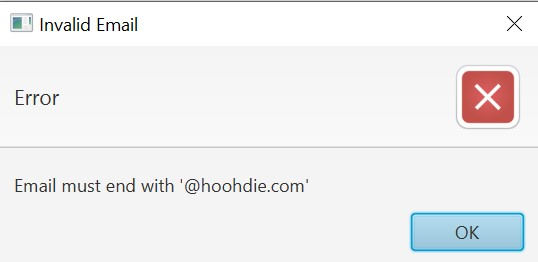 Invalid Email
Error
Email must end with '@hoohdie.com'
OK